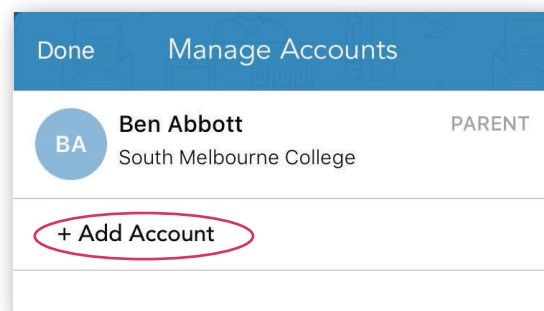 Done Manage Accounts
BA Ben Abbott PARENT
South Melbourne College
+ Add Account